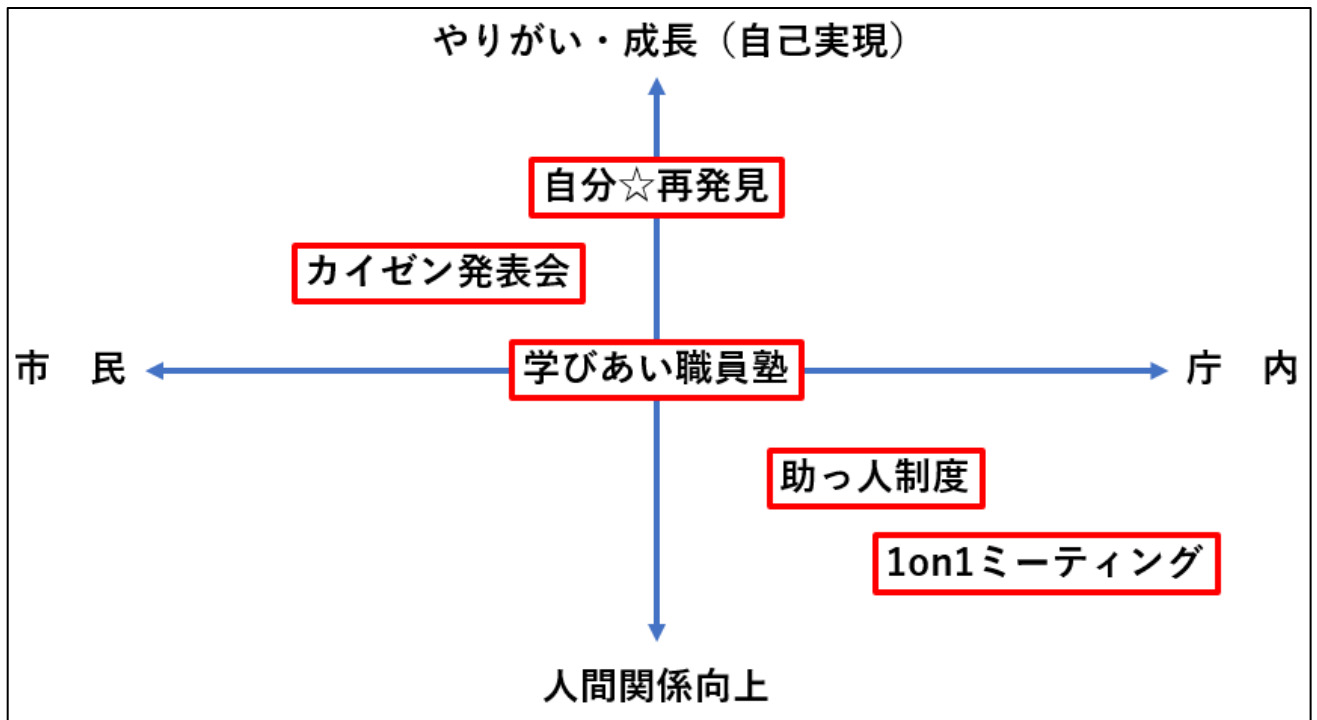 やりがい・成長（自己実現）
自分☆再発見
カイゼン発表会
市　民
学びあい職員塾
庁　内
助っ人制度
1on1ミーティング
人間関係向上